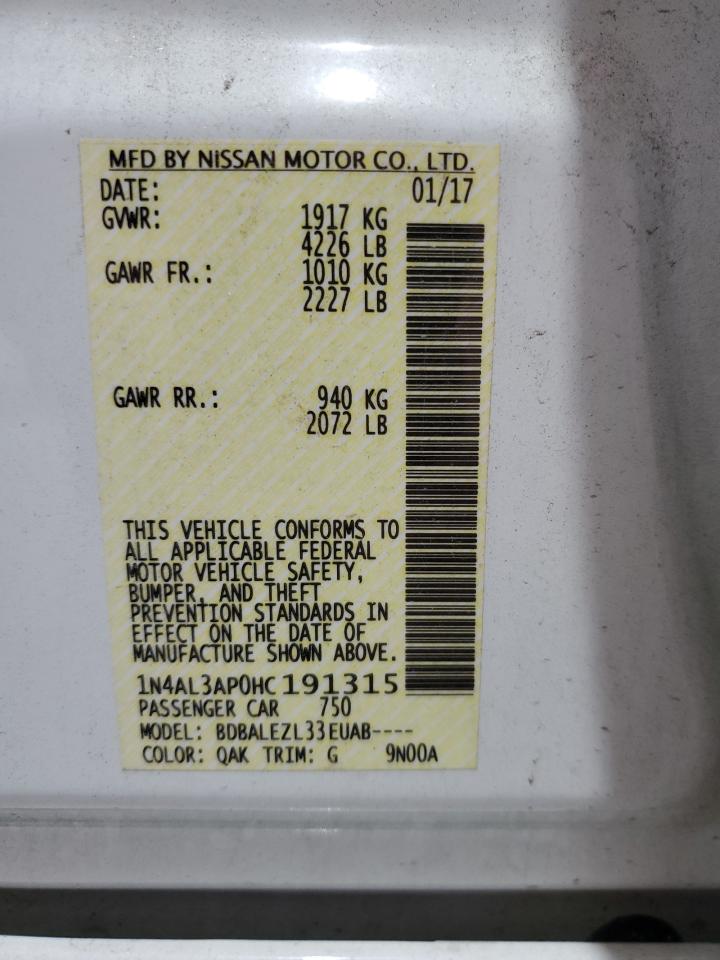 MFD BY NISSAN MOTOR CO., LTD.
DATE: 01/17
GVWR: 1917 KG
4226 LB
GAWR FR.: 1010 KG
2227 LB
GAWR RR.: 940 KG
2072 LB
THIS VEHICLE CONFORMS TO
ALL APPLICABLE FEDERAL
MOTOR VEHICLE SAFETY,
BUMPER, AND THEFT
PREVENTION STANDARDS IN
EFFECT ON THE DATE OF
MANUFACTURE SHOWN ABOVE.
1N4AL3AP0HC191315
PASSENGER CAR 750
MODEL: BDBALEZL33EUAB----
COLOR: QAK TRIM: G 9N00A